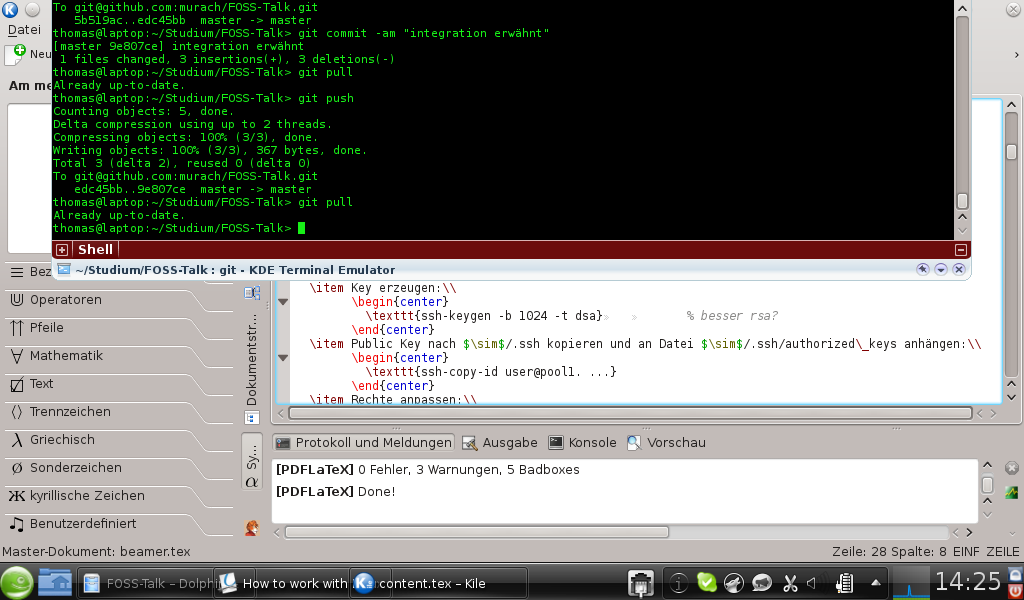 To git@github.com:murach/FOSS-Talk.git
5b519ac..edc45bb master -> master
thomas@laptop:~/Studium/FOSS-Talk> git commit -am "integration erwähnt"
[master 9e807ce] integration erwähnt
1 files changed, 3 insertions(+), 3 deletions(-)
thomas@laptop:~/Studium/FOSS-Talk> git pull
Already up-to-date.
thomas@laptop:~/Studium/FOSS-Talk> git push
Counting objects: 5, done.
Delta compression using up to 2 threads.
Compressing objects: 100% (3/3), done.
Writing objects: 100% (3/3), 367 bytes, done.
Total 3 (delta 2), reused 0 (delta 0)
To git@github.com:murach/FOSS-Talk.git
edc45bb..9e807ce master -> master
thomas@laptop:~/Studium/FOSS-Talk> git pull
Already up-to-date.
thomas@laptop:~/Studium/FOSS-Talk>
Shell
~/Studium/FOSS-Talk : git - KDE Terminal Emulator
Datei
Neu
Am me
Bez
Operatoren
Pfeile
Mathematik
Text
Trennzeichen
Griechisch
Sonderzeichen
kyrillische Zeichen
Benutzerdefiniert
Dokumentstr...
Sy...
\item Key erzeugen:\\
\begin{center}
\texttt{ssh-keygen -b 1024 -t dsa} % besser rsa?
\end{center}
\item Public Key nach $\sim$/.ssh kopieren und an Datei $\sim$/.ssh/authorized\_keys anhängen:\\
\begin{center}
\texttt{ssh-copy-id user@pool1. ...}
\end{center}
\item Rechte anpassen:\\
Protokoll und Meldungen
Ausgabe
Konsole
Vorschau
[PDFLaTeX] 0 Fehler, 3 Warnungen, 5 Badboxes
[PDFLaTeX] Done!
Master-Dokument: beamer.tex
Zeile: 28 Spalte: 8 EINF ZEILE
FOSS-Talk – Dolph
How to work with
content.tex – Kile
14:25